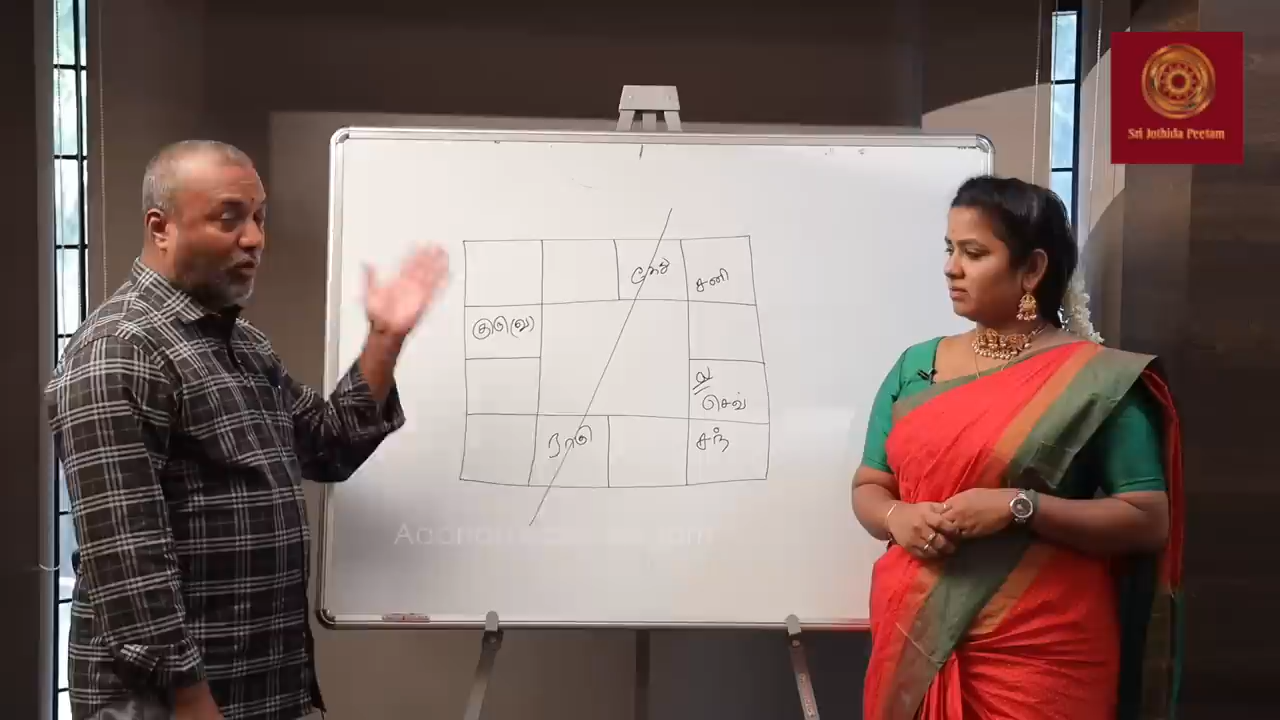 Sri Jothida Peetam
கேது
சனி
குரு(வ)
ல
செவ்
ராகு
சந்